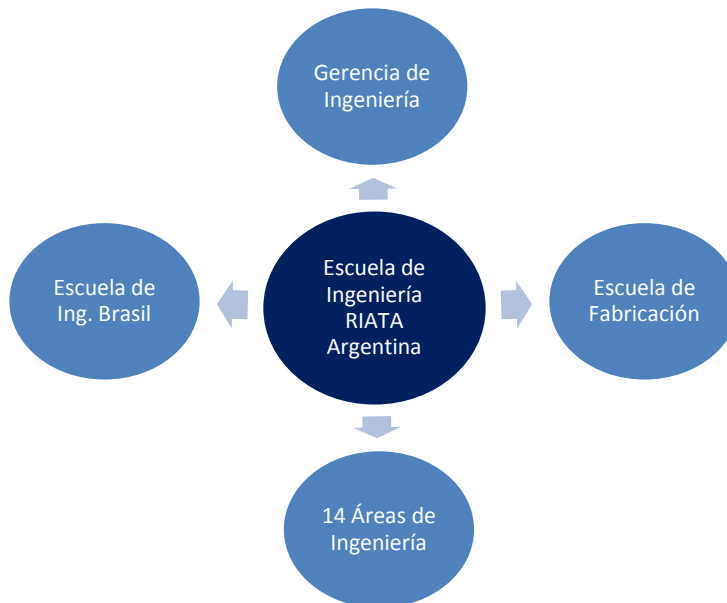 Gerencia de
Ingeniería
Escuela de
Ing. Brasil
Escuela de
Ingeniería
RIATA
Argentina
Escuela de
Fabricación
14 Áreas de
Ingeniería